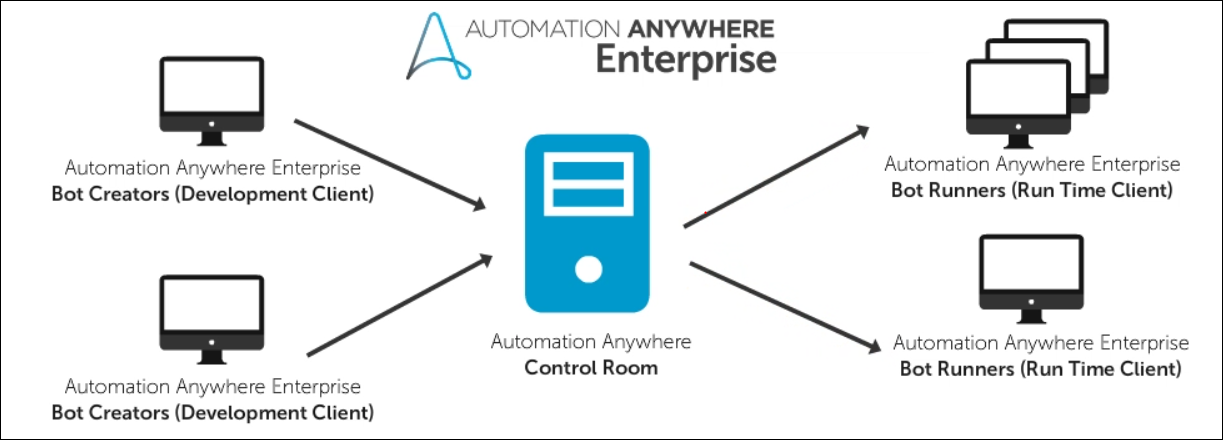 AUTOMATION ANYWHERE
Enterprise
Automation Anywhere Enterprise
Bot Creators (Development Client)
Automation Anywhere Enterprise
Bot Runners (Run Time Client)
Automation Anywhere
Control Room
Automation Anywhere Enterprise
Bot Runners (Run Time Client)
Automation Anywhere Enterprise
Bot Creators (Development Client)